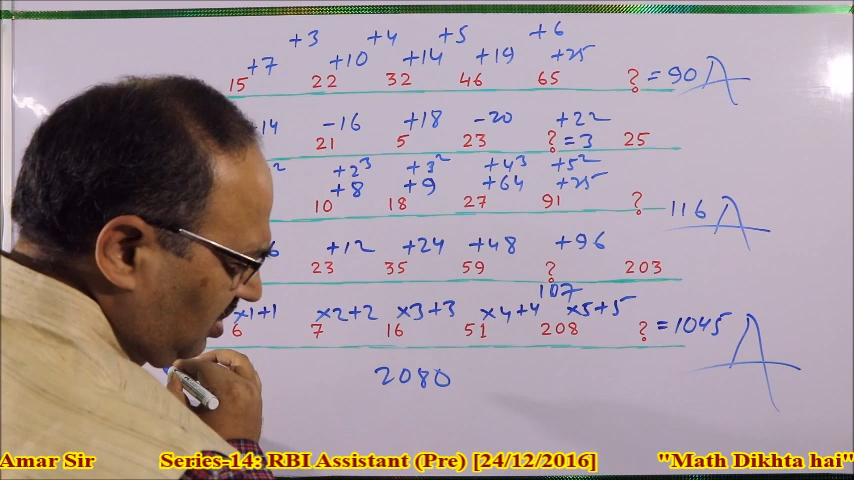 +3 +4 +5 +6
+7 +10 +14 +19 +25
15 22 32 46 65 ? = 90 A
14 -16 +18 -20 +22
21 5 23 ? = 3 25
2 +2³ +3² +4³ +5²
+8 +9 +64 +25
10 18 27 91 ? 116 A
6 +12 +24 +48 +96
23 35 59 ? 203
107
×1+1 ×2+2 ×3+3 ×4+4 ×5+5
6 7 16 51 208 ? = 1045 A
2080
Amar Sir Series-14: RBI Assistant (Pre) [24/12/2016] "Math Dikhta hai"